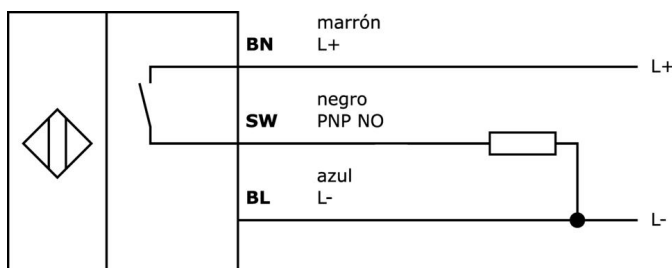 marrón
BN L+
L+
negro
SW PNP NO
azul
BL L-
L-